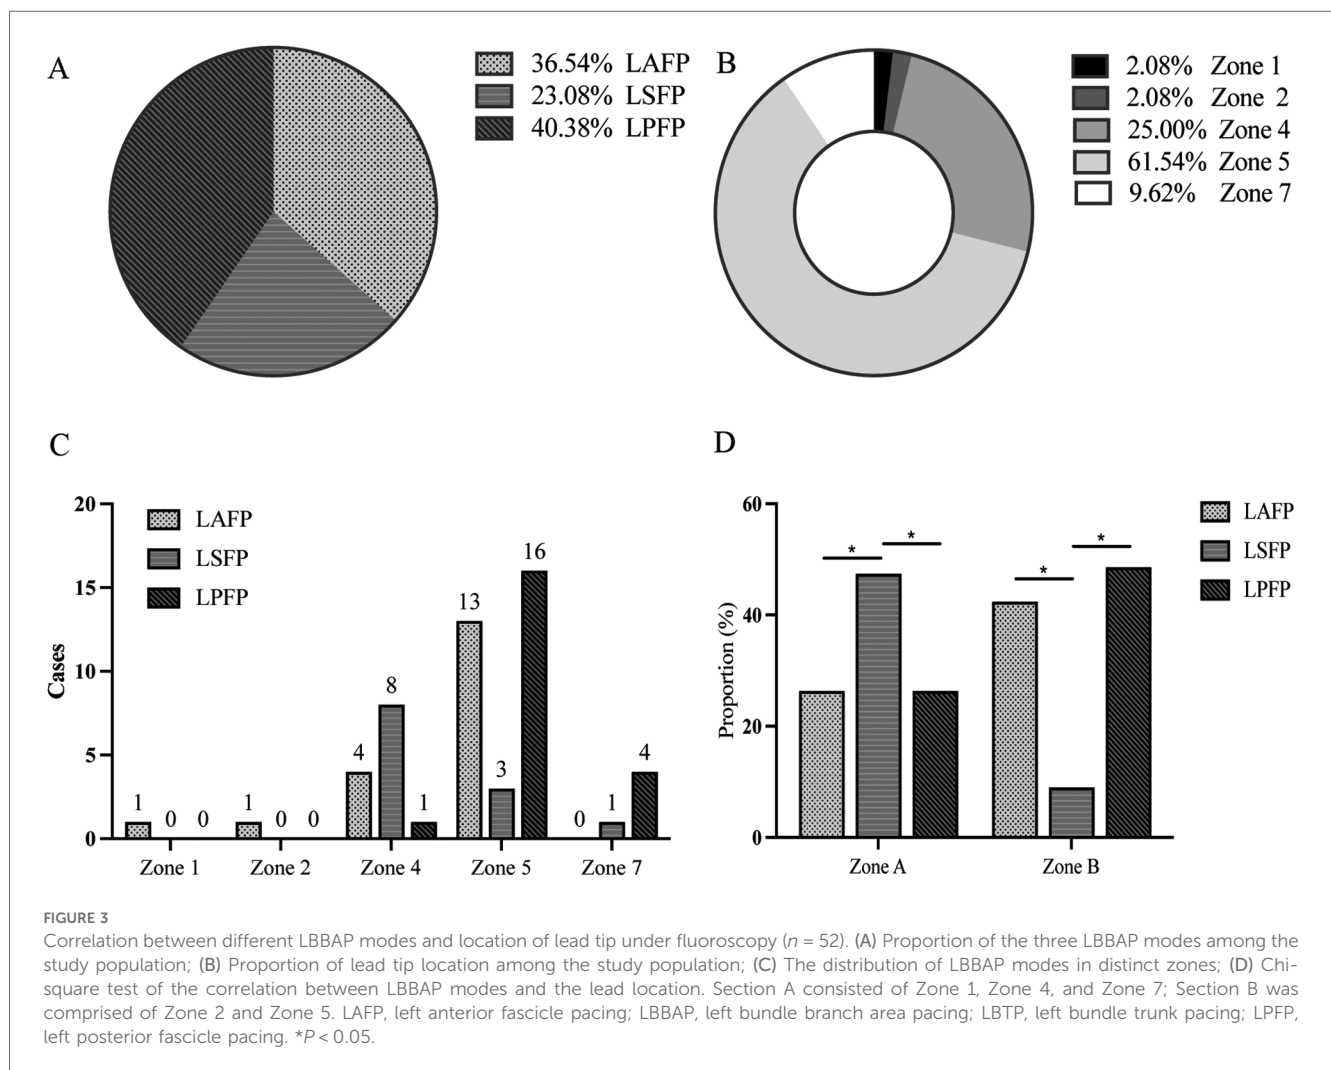 A
36.54% LAFP
23.08% LSFP
40.38% LPFP
B
2.08% Zone 1
2.08% Zone 2
25.00% Zone 4
61.54% Zone 5
9.62% Zone 7
C
20
15
10
5
0
Cases
LAFP
LSFP
LPFP
1 0 0
1 0 0
4 8 1
13 3 16
0 1 4
Zone 1 Zone 2 Zone 4 Zone 5 Zone 7
D
60
40
20
0
Proportion (%)
* *
* *
LAFP
LSFP
LPFP
Zone A Zone B
FIGURE 3
Correlation between different LBBAP modes and location of lead tip under fluoroscopy (n = 52). (A) Proportion of the three LBBAP modes among the
study population; (B) Proportion of lead tip location among the study population; (C) The distribution of LBBAP modes in distinct zones; (D) Chi-
square test of the correlation between LBBAP modes and the lead location. Section A consisted of Zone 1, Zone 4, and Zone 7; Section B was
comprised of Zone 2 and Zone 5. LAFP, left anterior fascicle pacing; LBBAP, left bundle branch area pacing; LBTP, left bundle trunk pacing; LPFP,
left posterior fascicle pacing. *P < 0.05.